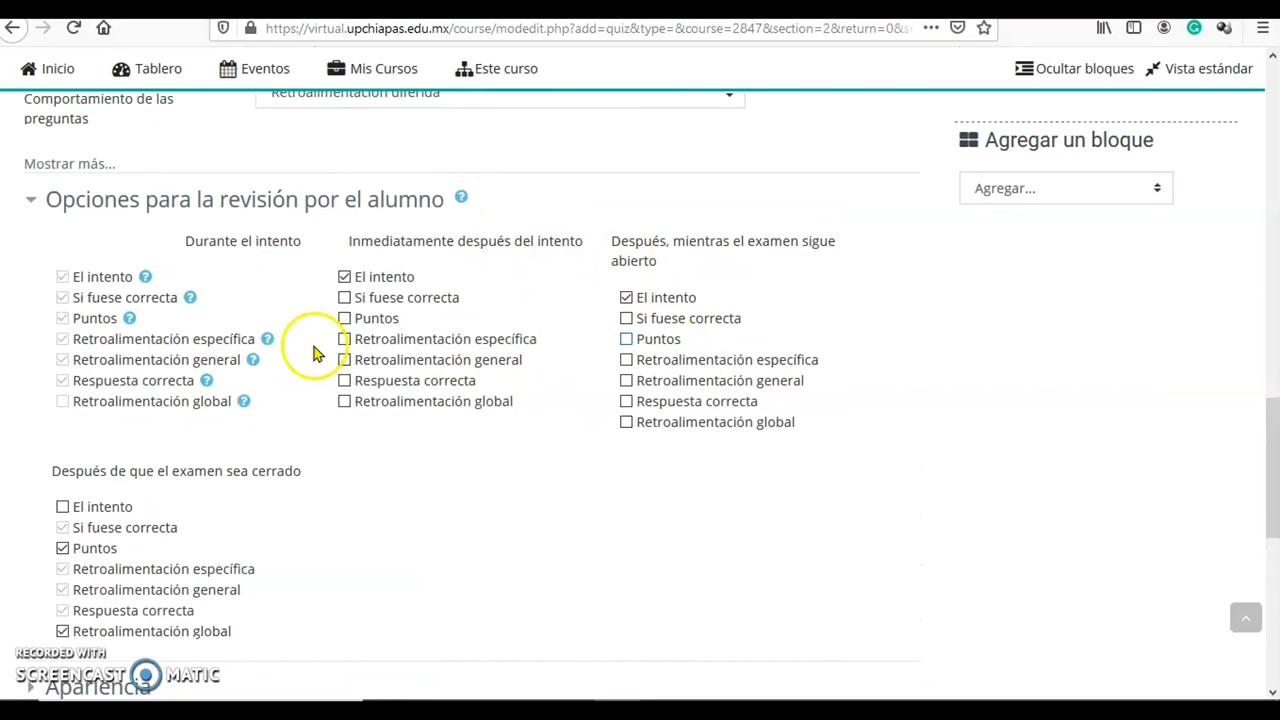 https://virtual.upchiapas.edu.mx/course/modedit.php?add=quiz&type=&course=2847&section=2&return=0&
Inicio Tablero Eventos Mis Cursos Este curso Ocultar bloques Vista estándar
Comportamiento de las preguntas
Retroalimentación diferida
Mostrar más...
Agregar un bloque
Agregar...
Opciones para la revisión por el alumno
Durante el intento
El intento
Si fuese correcta
Puntos
Retroalimentación específica
Retroalimentación general
Respuesta correcta
Retroalimentación global
Inmediatamente después del intento
El intento
Si fuese correcta
Puntos
Retroalimentación específica
Retroalimentación general
Respuesta correcta
Retroalimentación global
Después, mientras el examen sigue
abierto
El intento
Si fuese correcta
Puntos
Retroalimentación específica
Retroalimentación general
Respuesta correcta
Retroalimentación global
Después de que el examen sea cerrado
El intento
Si fuese correcta
Puntos
Retroalimentación específica
Retroalimentación general
Respuesta correcta
Retroalimentación global
Apariencia
RECORDED WITH
SCREENCAST MATIC